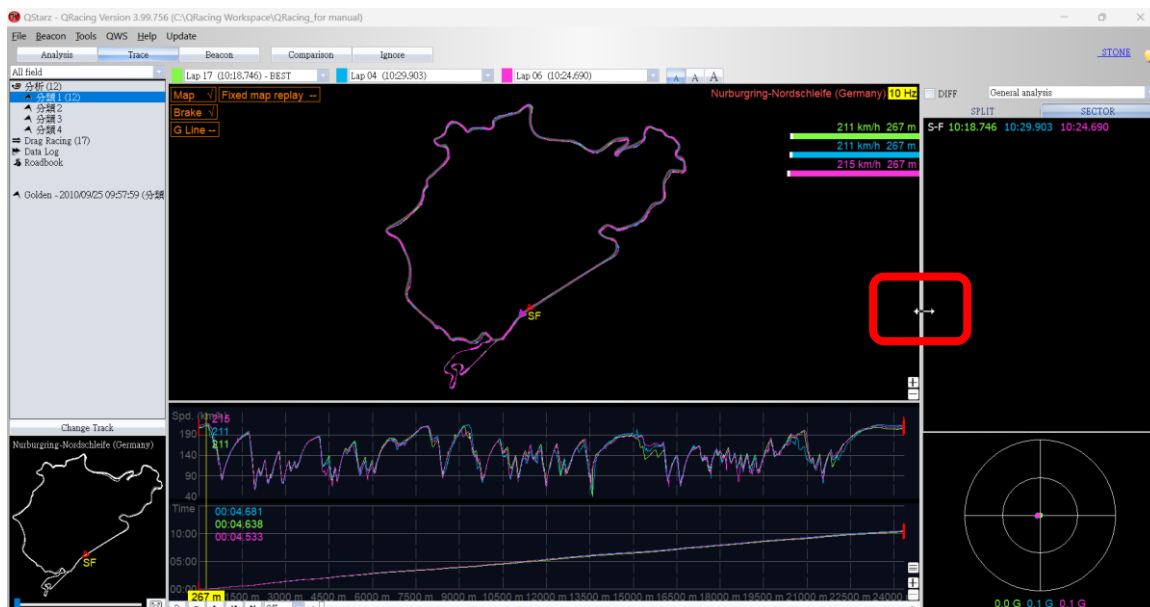 QStarz - QRacing Version 3.99.756 (C:\QRacing Workspace\QRacing_for manual)
File Beacon Tools QWS Help Update
Analysis Trace Beacon Comparison Ignore
STONE
All field
Lap 17 (10:18.746) - BEST
Lap 04 (10:29.903)
Lap 06 (10:24.690)
A A A
分析 (12)
分類 1 (12)
分類 2
分類 3
分類 4
Drag Racing (17)
Data Log
Roadbook
Golden - 2010/09/25 09:57:59 (分類
Change Track
Nurburgring-Nordschleife (Germany)
SF
Map √ Fixed map replay --
Brake √
G Line --
Nurburgring-Nordschleife (Germany) 10 Hz
211 km/h 267 m
211 km/h 267 m
215 km/h 267 m
SF
DIFF General analysis
SPLIT SECTOR
S-F 10:18.746 10:29.903 10:24.690
Spd. (km/h)
215
211
211
190
140
90
40
Time
00:04.681
00:04.638
00:04.533
10:00
05:00
00:00
267 m 1500 m 3000 m 4500 m 6000 m 7500 m 9000 m 10500 m 12000 m 13500 m 15000 m 16500 m 18000 m 19500 m 21000 m 22500 m 24000
0.0 G 0.1 G 0.1 G